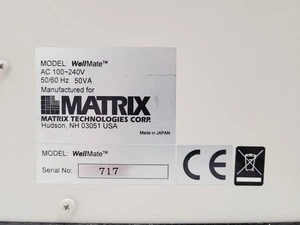 MODEL: WellMate™
AC 100~240V
50/60 Hz 50VA
Manufactured for
MATRIX
MATRIX TECHNOLOGIES CORP.
Hudson, NH 03051 USA
Made in JAPAN
MODEL: WellMate™
Serial No: 717
CE